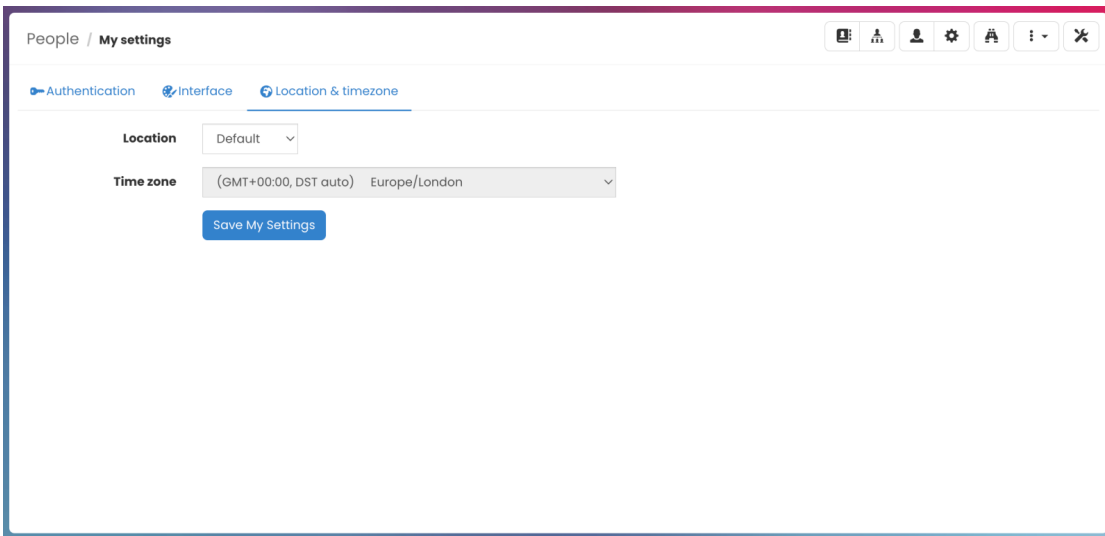 People / My settings
Authentication Interface Location & timezone
Location Default
Time zone (GMT+00:00, DST auto) Europe/London
Save My Settings